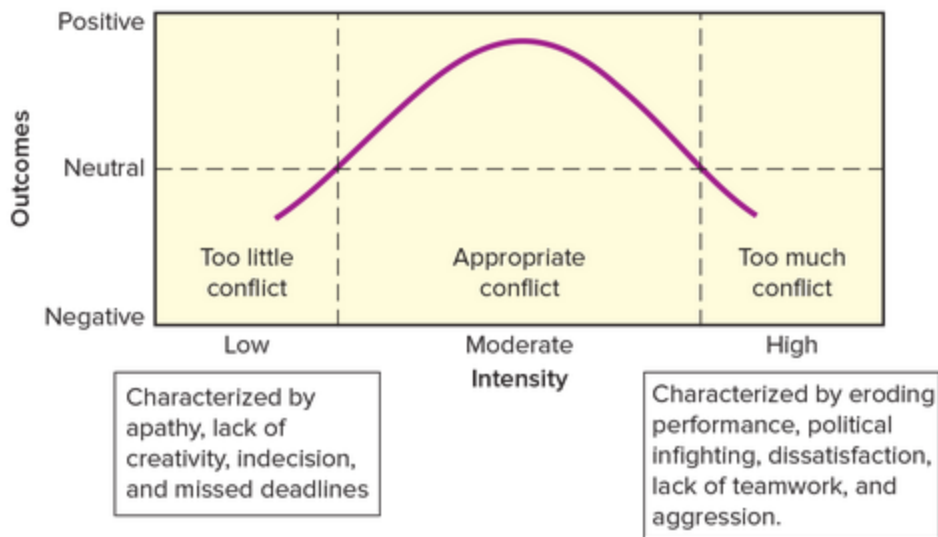 Positive
Outcomes
Neutral
Too little
conflict
Appropriate
conflict
Too much
conflict
Negative
Low
Moderate
High
Intensity
Characterized by
apathy, lack of
creativity, indecision,
and missed deadlines
Characterized by eroding
performance, political
infighting, dissatisfaction,
lack of teamwork, and
aggression.